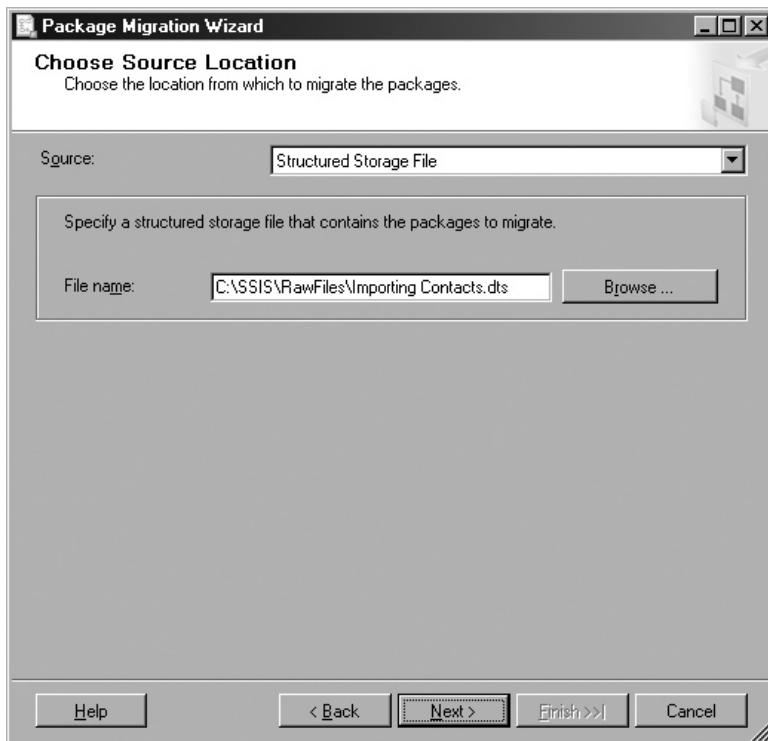 Package Migration Wizard
Choose Source Location
Choose the location from which to migrate the packages.
Source: Structured Storage File
Specify a structured storage file that contains the packages to migrate.
File name: C:\SSIS\RawFiles\Importing Contacts.dts Browse ...
Help < Back Next > Finish >>| Cancel